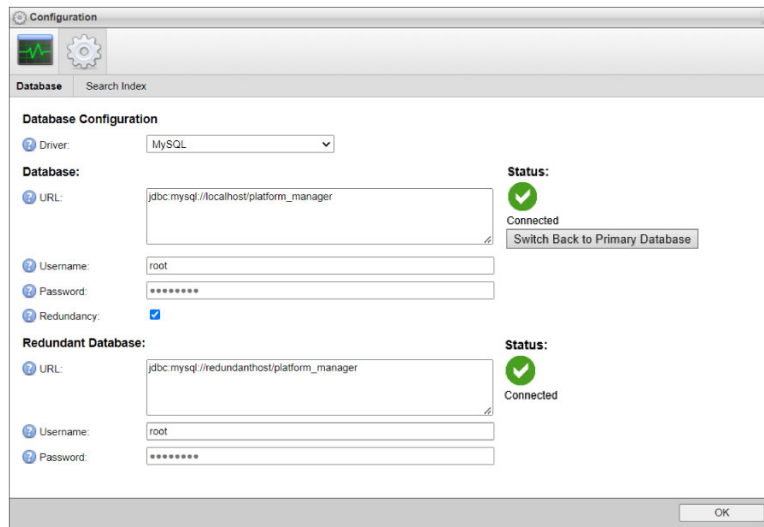 Configuration
Database Search Index
Database Configuration
Driver: MySQL
Database: Status:
URL: jdbc:mysql://localhost/platform_manager
Connected
Switch Back to Primary Database
Username: root
Password: ••••••••
Redundancy:
Redundant Database: Status:
URL: jdbc:mysql://redundanthost/platform_manager
Connected
Username: root
Password: ••••••••
OK